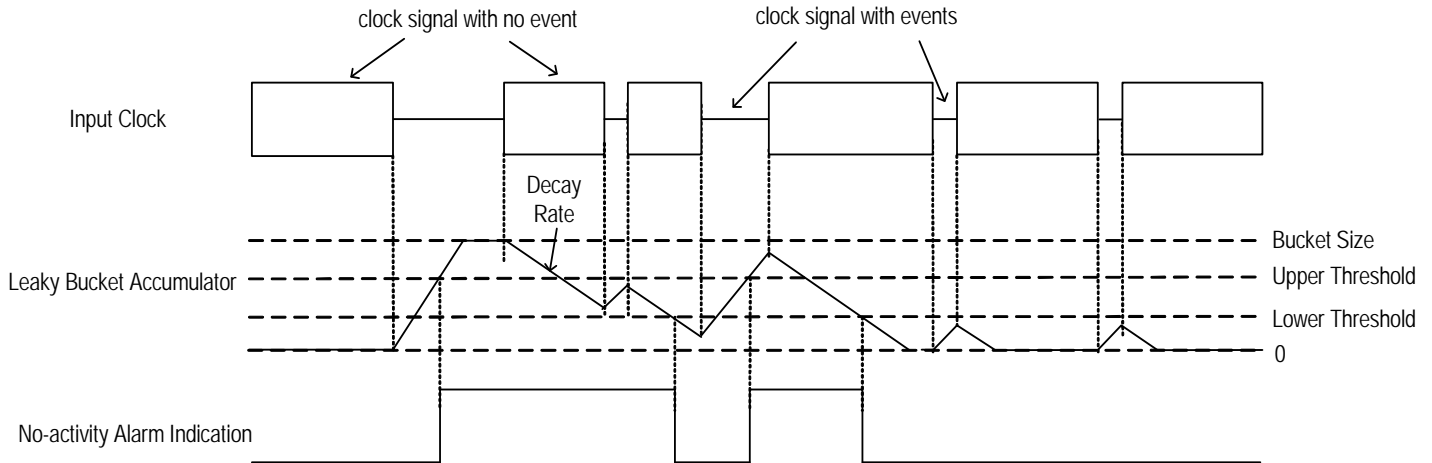 clock signal with no event
clock signal with events
Input Clock
Decay
Rate
Bucket Size
Upper Threshold
Leaky Bucket Accumulator
Lower Threshold
0
No-activity Alarm Indication